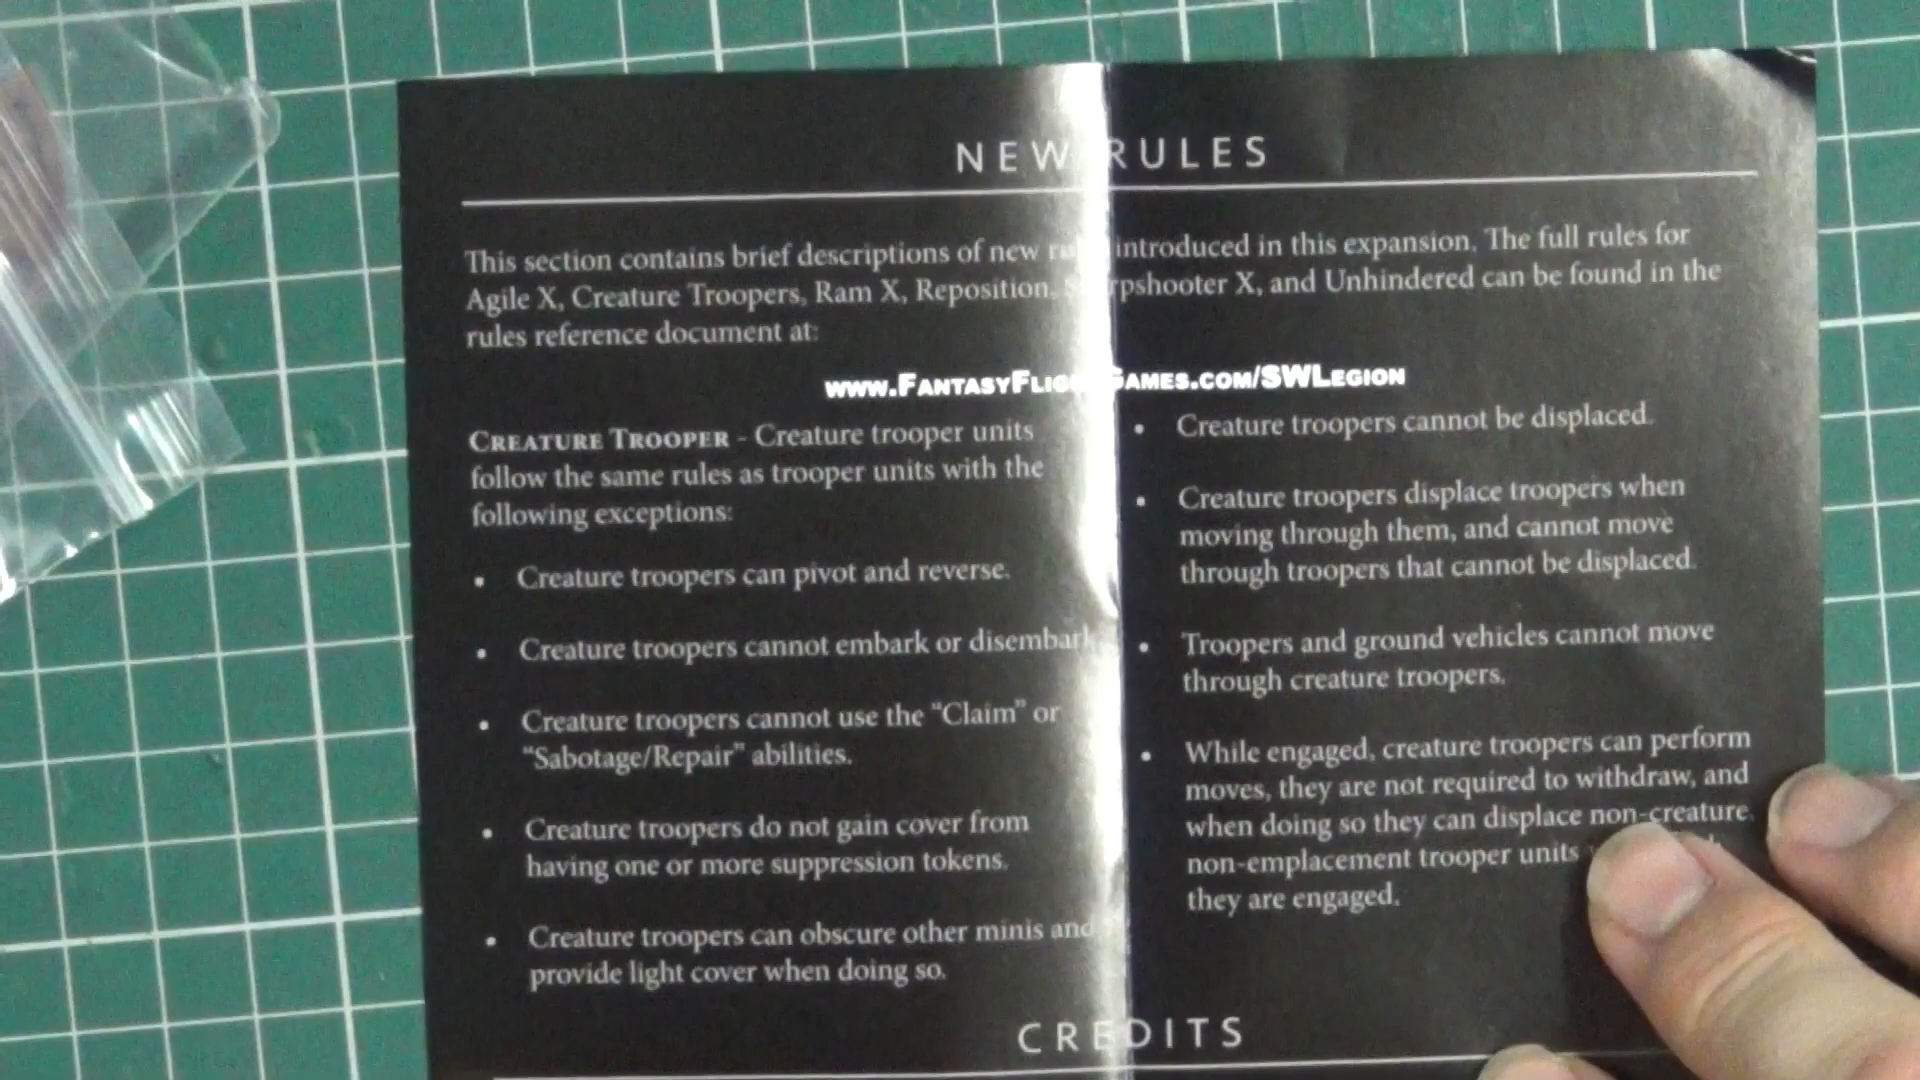 NEW RULES
This section contains brief descriptions of new introduced in this expansion. The full rules for
Agile X, Creature Troopers, Ram X, Reposition, Sharpshooter X, and Unhindered can be found in the
rules reference document at:
www.FantasyFlightGames.com/SWLegion
Creature Trooper - Creature trooper units
follow the same rules as trooper units with the
following exceptions:
• Creature troopers can pivot and reverse.
• Creature troopers cannot embark or disembark
• Creature troopers cannot use the “Claim” or
“Sabotage/Repair” abilities.
• Creature troopers do not gain cover from
having one or more suppression tokens.
• Creature troopers can obscure other minis and
provide light cover when doing so.
• Creature troopers cannot be displaced.
• Creature troopers displace troopers when
moving through them, and cannot move
through troopers that cannot be displaced.
• Troopers and ground vehicles cannot move
through creature troopers.
• While engaged, creature troopers can perform
moves, they are not required to withdraw, and
when doing so they can displace non-creature,
non-emplacement trooper units
they are engaged.
CREDITS